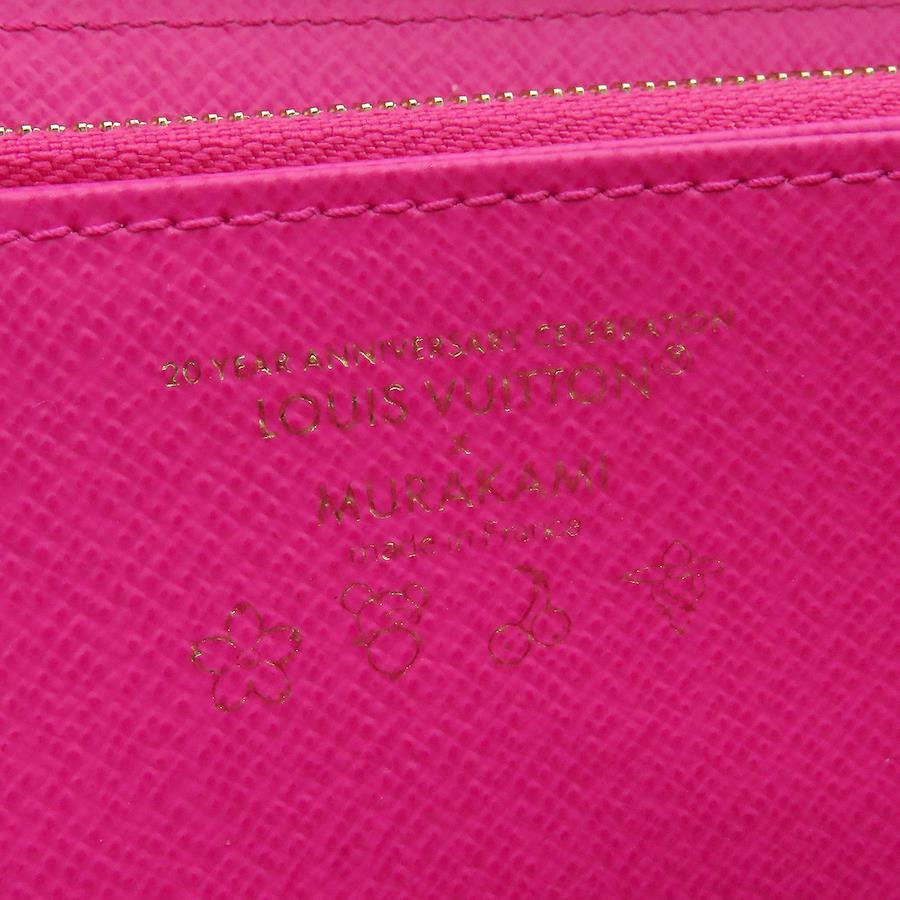 20 YEAR ANNIVERSARY CELEBRATION
LOUIS VUITTON®
x
MURAKAMI
made in France